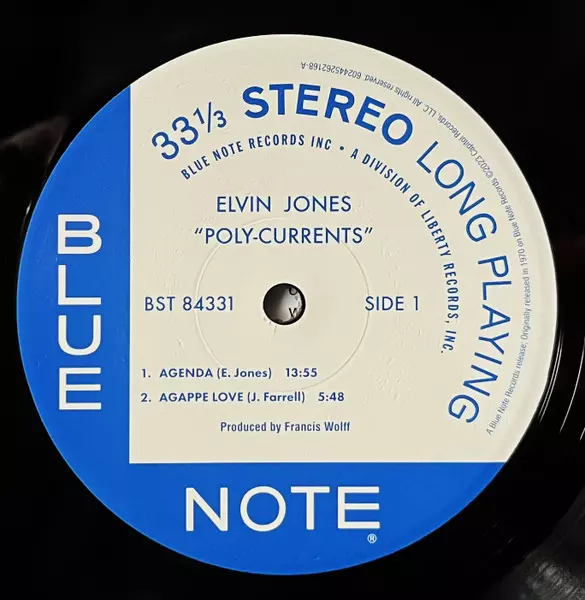 33⅓ STEREO LONG PLAYING
BLUE NOTE RECORDS INC • A DIVISION OF LIBERTY RECORDS, INC.
A Blue Note Records release; Originally released in 1970 on Blue Note Records ©2023 Capitol Records, LLC. All rights reserved. 602445262168-A
ELVIN JONES
"POLY-CURRENTS"
BST 84331 SIDE 1
1. AGENDA (E. Jones) 13:55
2. AGAPPE LOVE (J. Farrell) 5:48
Produced by Francis Wolff
BLUE
NOTE®